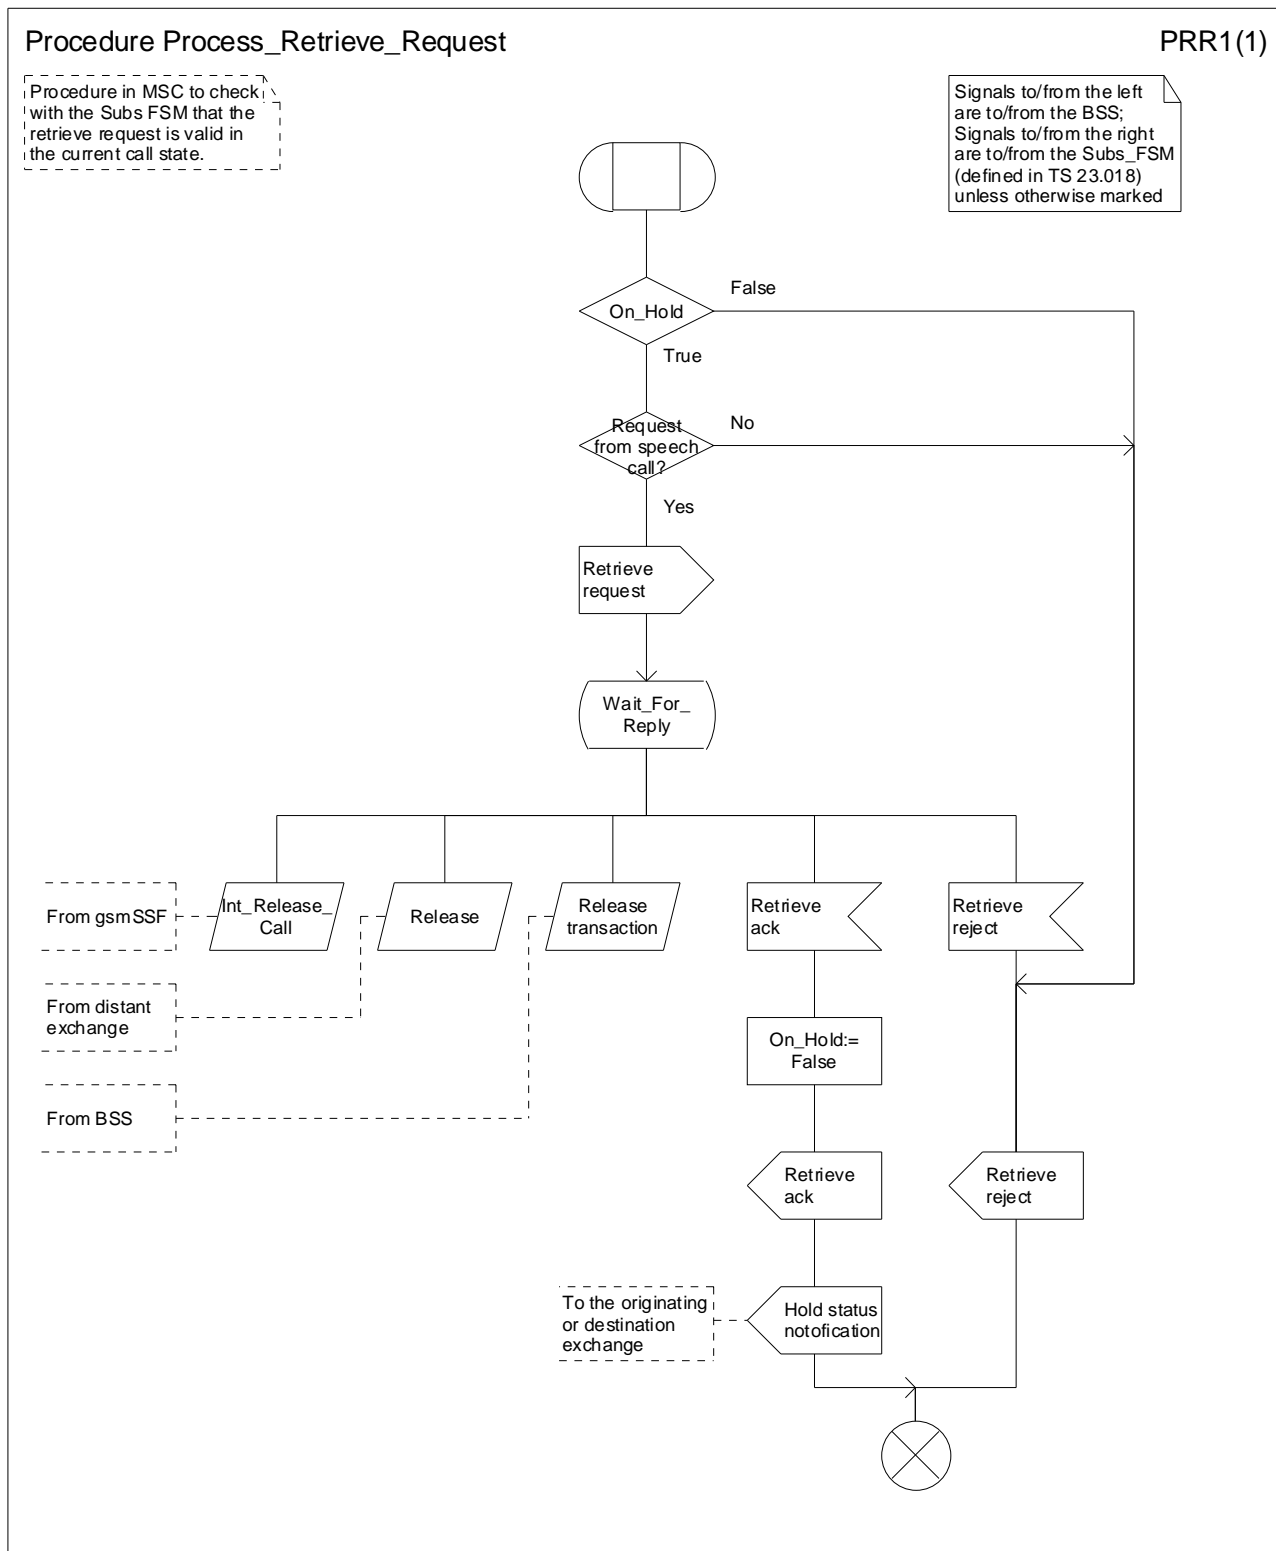 Procedure Process_Retrieve_Request
PRR1(1)
Procedure in MSC to check
with the Subs FSM that the
retrieve request is valid in
the current call state.
Signals to/from the left
are to/from the BSS;
Signals to/from the right
are to/from the Subs_FSM
(defined in TS 23.018)
unless otherwise marked
On_Hold
False
True
Request
from speech
call?
No
Yes
Retrieve
request
Wait_For_
Reply
From gsmSSF
Int_Release_
Call
Release
Release
transaction
Retrieve
ack
Retrieve
reject
From distant
exchange
On_Hold:=
False
From BSS
Retrieve
ack
Retrieve
reject
To the originating
or destination
exchange
Hold status
notofication